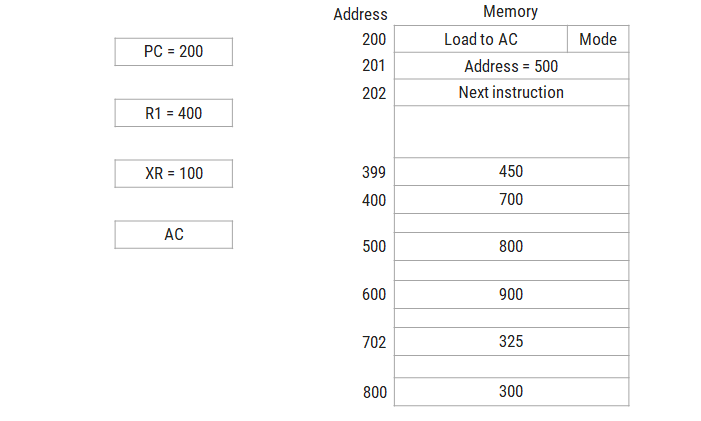 Address Memory
PC = 200
R1 = 400
XR = 100
AC
200 Load to AC Mode
201 Address = 500
202 Next instruction
399 450
400 700
500 800
600 900
702 325
800 300